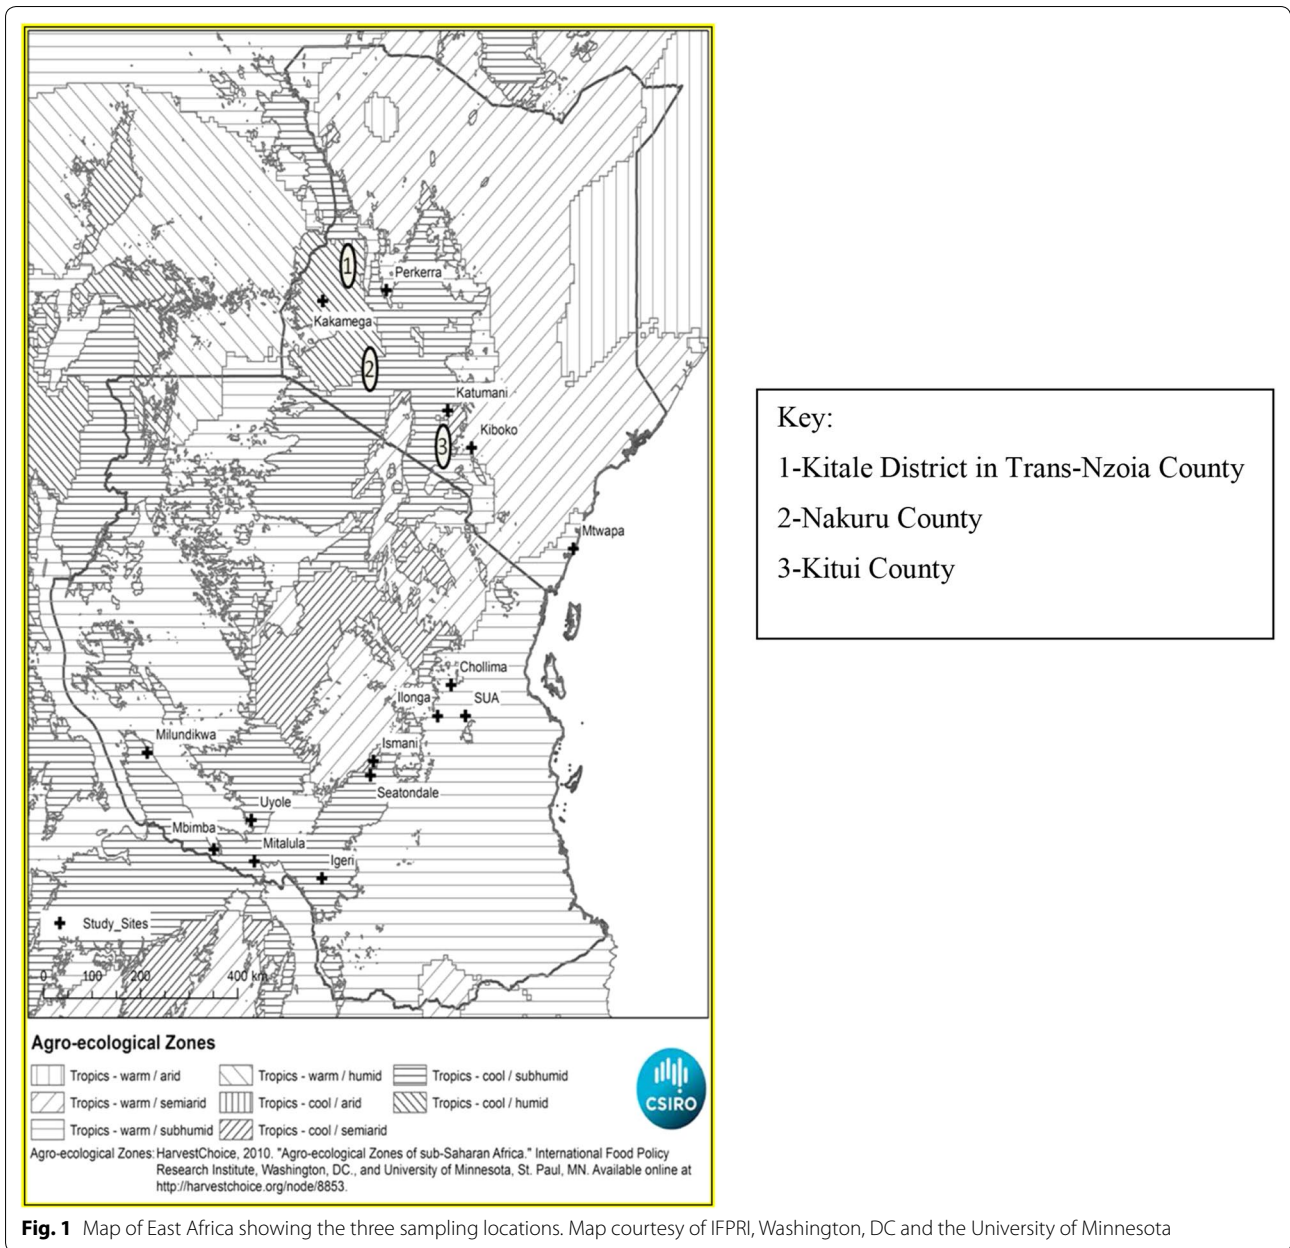 1
Perkerra
Kakamega
2
Katumani
3
Kiboko
Mtwapa
Chollima
Ilonga
SUA
Milundikwa
Ismani
Seatondale
Uyole
Mbimba
Mitalula
Igeri
Study_Sites
0 100 200 400 km
Key:
1-Kitale District in Trans-Nzoia County
2-Nakuru County
3-Kitui County
Agro-ecological Zones
Tropics - warm / arid
Tropics - warm / humid
Tropics - cool / subhumid
Tropics - warm / semiarid
Tropics - cool / arid
Tropics - cool / humid
Tropics - warm / subhumid
Tropics - cool / semiarid
CSIRO
Agro-ecological Zones: HarvestChoice, 2010. "Agro-ecological Zones of sub-Saharan Africa." International Food Policy
Research Institute, Washington, DC., and University of Minnesota, St. Paul, MN. Available online at
http://harvestchoice.org/node/8853.
Fig. 1 Map of East Africa showing the three sampling locations. Map courtesy of IFPRI, Washington, DC and the University of Minnesota